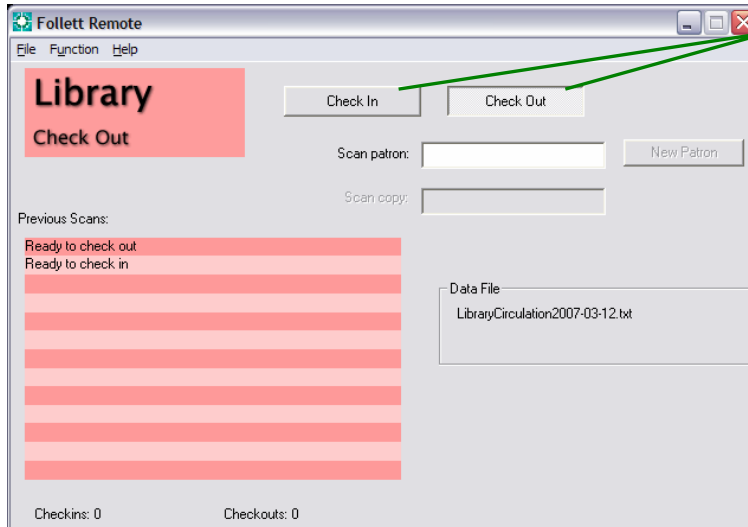 Follett Remote
File Function Help
Library
Check Out
Check In
Check Out
Scan patron:
New Patron
Scan copy:
Previous Scans:
Ready to check out
Ready to check in
Data File
LibraryCirculation2007-03-12.txt
Checkins: 0
Checkouts: 0